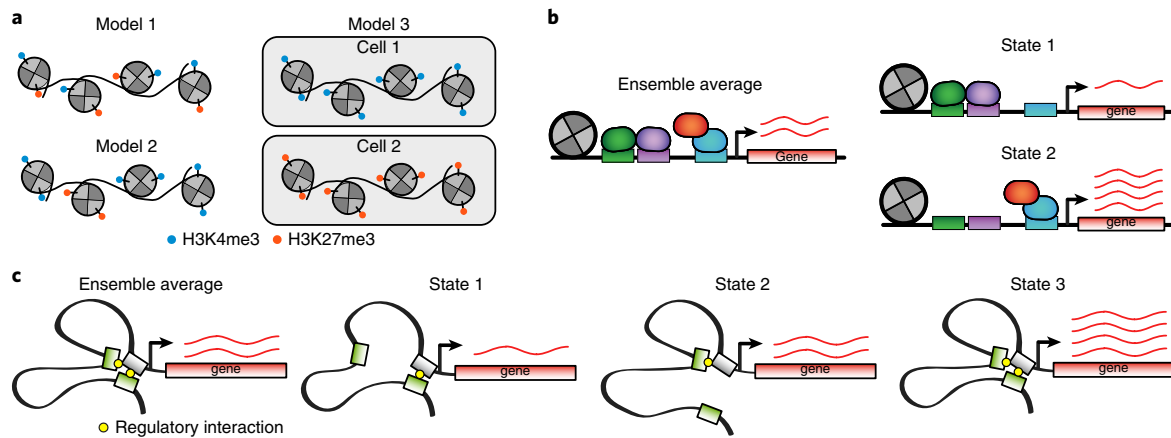 a
Model 1
Model 3
Cell 1
Model 2
Cell 2
H3K4me3
H3K27me3
b
Ensemble average
Gene
State 1
gene
State 2
gene
c
Ensemble average
gene
State 1
gene
State 2
gene
State 3
gene
Regulatory interaction